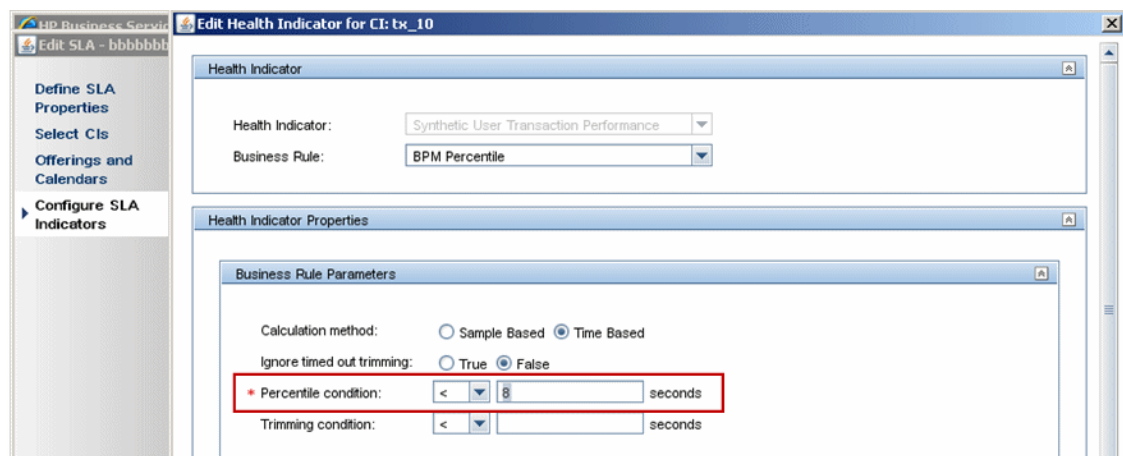 HP Business Servic
Edit SLA - bbbbbbb
Edit Health Indicator for CI: tx_10
Define SLA
Properties
Select CIs
Offerings and
Calendars
Configure SLA
Indicators
Health Indicator
Health Indicator: Synthetic User Transaction Performance
Business Rule: BPM Percentile
Health Indicator Properties
Business Rule Parameters
Calculation method: Sample Based Time Based
Ignore timed out trimming: True False
* Percentile condition: < 8 seconds
Trimming condition: < seconds